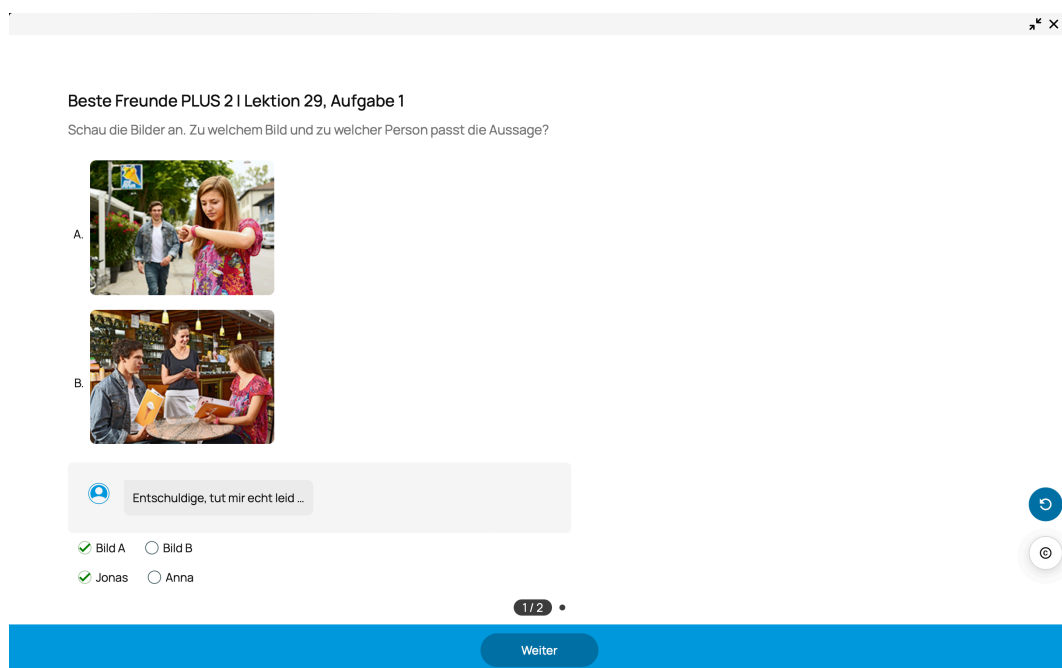 Beste Freunde PLUS 2 | Lektion 29, Aufgabe 1
Schau die Bilder an. Zu welchem Bild und zu welcher Person passt die Aussage?
A.
B.
Entschuldige, tut mir echt leid ...
Bild A Bild B
Jonas Anna
1 / 2
©
Weiter